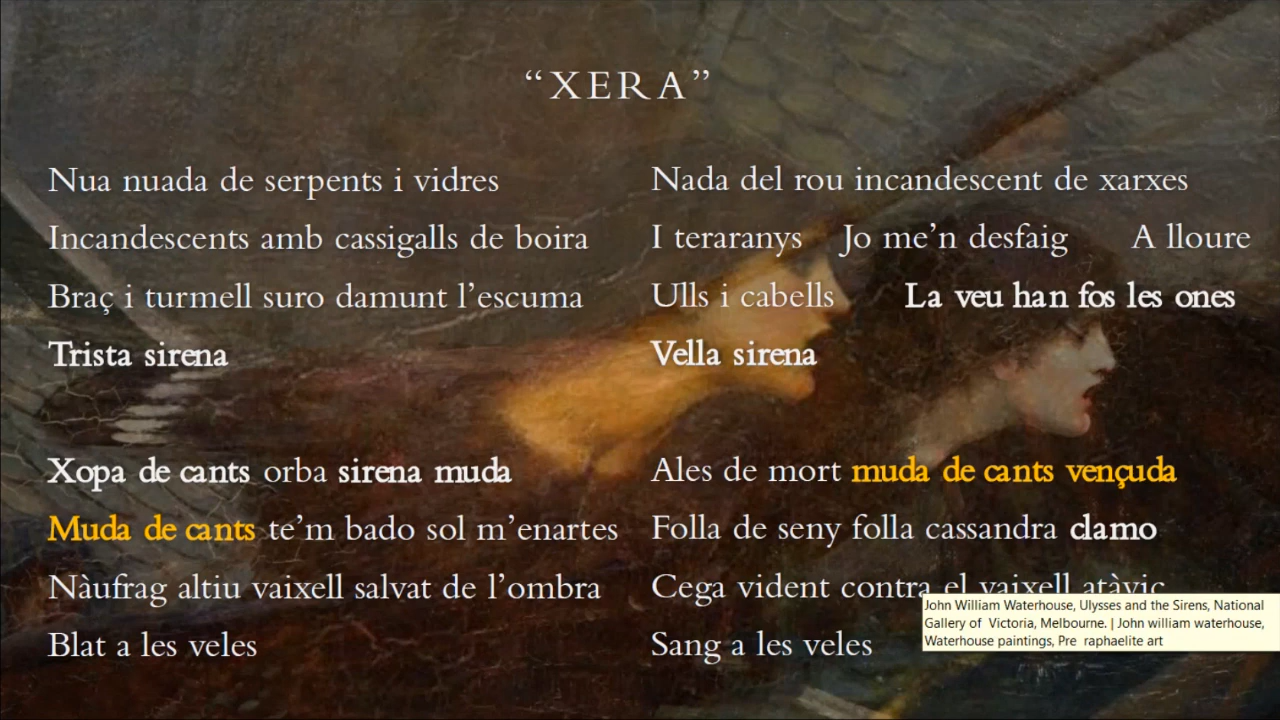 “XERA”
Nua nuada de serpents i vidres
Incandescents amb cassigalls de boira
Braç i turmell suro damunt l’escuma
Trista sirena
Xopa de cants orba sirena muda
Muda de cants te’m bado sol m’enartes
Nàufrag altiu vaixell salvat de l’ombra
Blat a les veles
Nada del rou incandescent de xarxes
I teraranys Jo me’n desfaig A lloure
Ulls i cabells La veu han fos les ones
Vella sirena
Ales de mort muda de cants vençuda
Folla de seny folla cassandra clamo
Cega vident contra el vaixell atàvic
Sang a les veles
John William Waterhouse, Ulysses and the Sirens, National
Gallery of Victoria, Melbourne. | John william waterhouse,
Waterhouse paintings, Pre raphaelite art